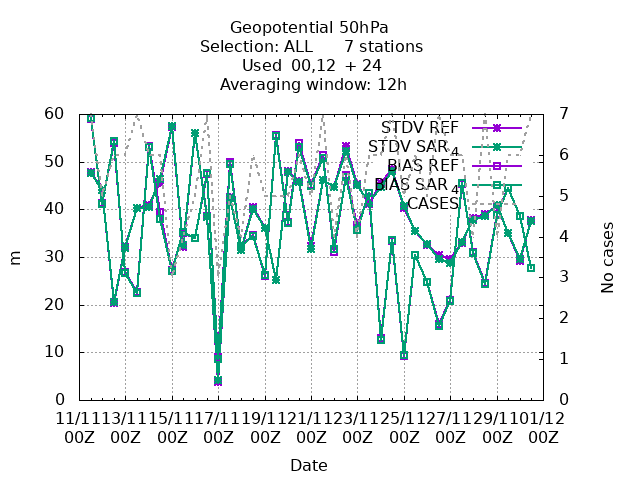 Geopotential 50hPa
Selection: ALL 7 stations
Used 00,12 + 24
Averaging window: 12h
60 7
STDV REF
STDV SAR 4
50 6
BIAS REF
BIAS SAR 4
CASES
40 5
4
30 3
20 2
10 1
0 0
m
No cases
11/11 13/11 15/11 17/11 19/11 21/11 23/11 25/11 27/11 29/11 01/12
00Z 00Z 00Z 00Z 00Z 00Z 00Z 00Z 00Z 00Z 00Z
Date